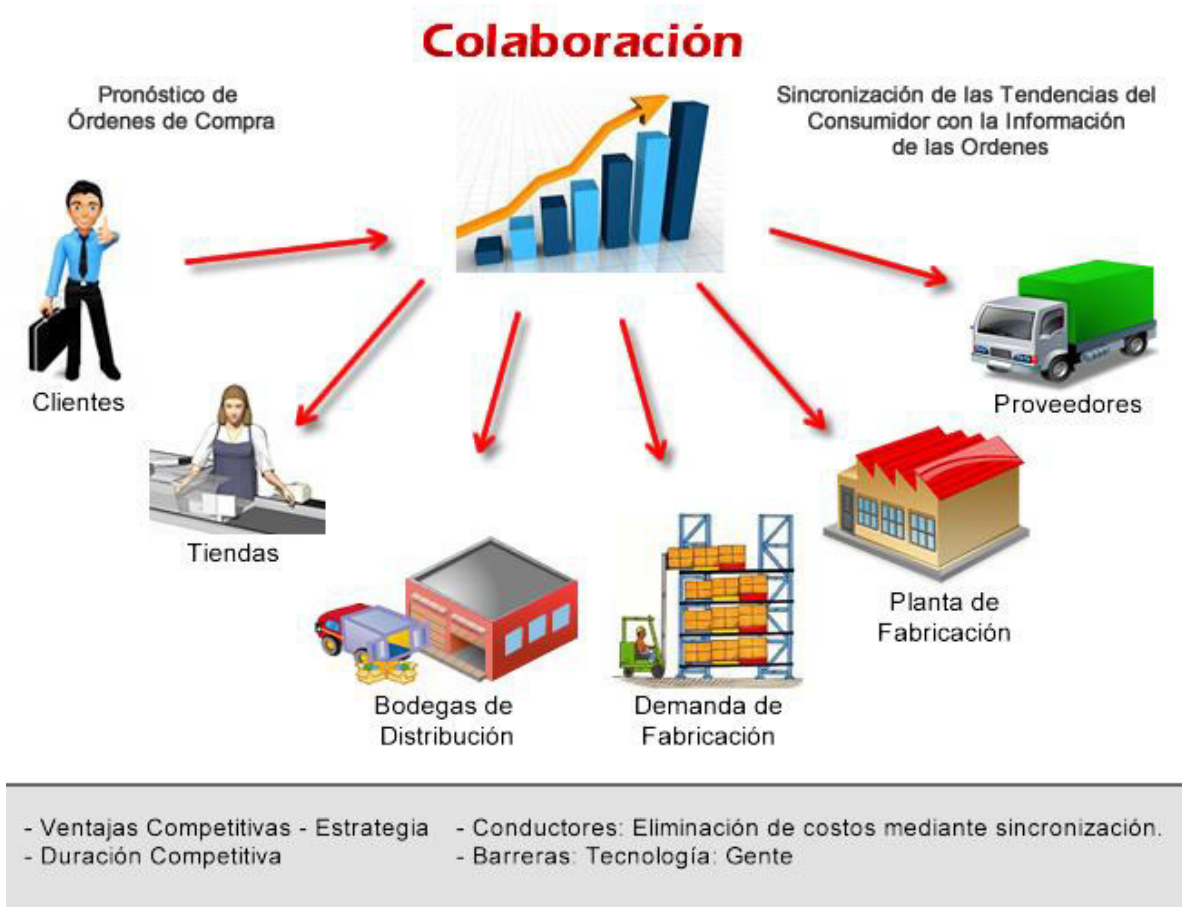 Colaboración
Pronóstico de
Órdenes de Compra
Sincronización de las Tendencias del
Consumidor con la Información
de las Ordenes
Clientes
Proveedores
Tiendas
Planta de
Fabricación
Bodegas de
Distribución
Demanda de
Fabricación
- Ventajas Competitivas - Estrategia
- Duración Competitiva
- Conductores: Eliminación de costos mediante sincronización.
- Barreras: Tecnología: Gente